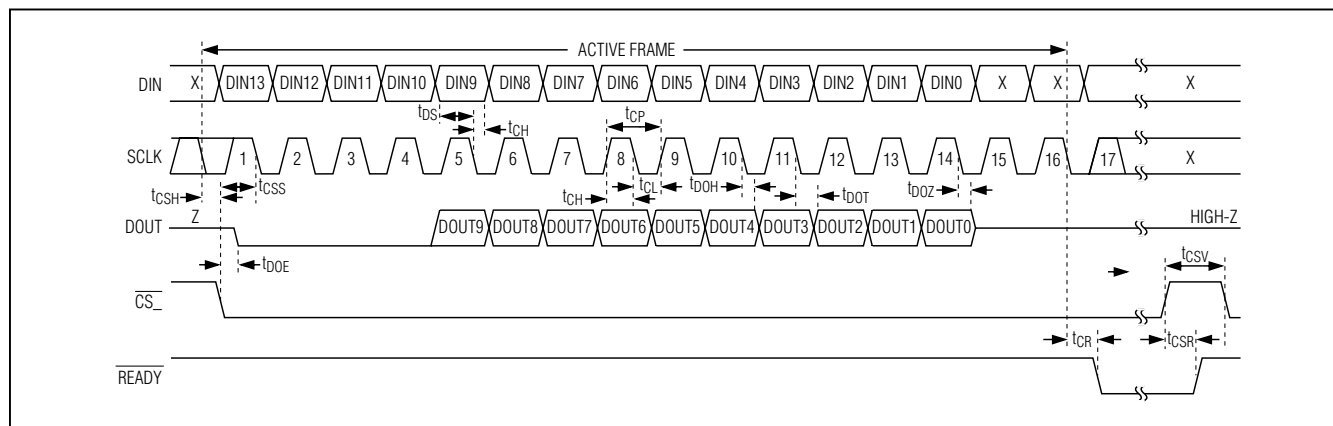 ACTIVE FRAME
DIN X DIN13 DIN12 DIN11 DIN10 DIN9 DIN8 DIN7 DIN6 DIN5 DIN4 DIN3 DIN2 DIN1 DIN0 X X X
tDS tCH tCP
SCLK 1 2 3 4 5 6 7 8 9 10 11 12 13 14 15 16 17 X
tCSH tCSS tCH tCL tDOH tDOT tDOZ
DOUT Z DOUT9 DOUT8 DOUT7 DOUT6 DOUT5 DOUT4 DOUT3 DOUT2 DOUT1 DOUT0 HIGH-Z
tDOE tCSV
CS_
tCR tCSR
READY